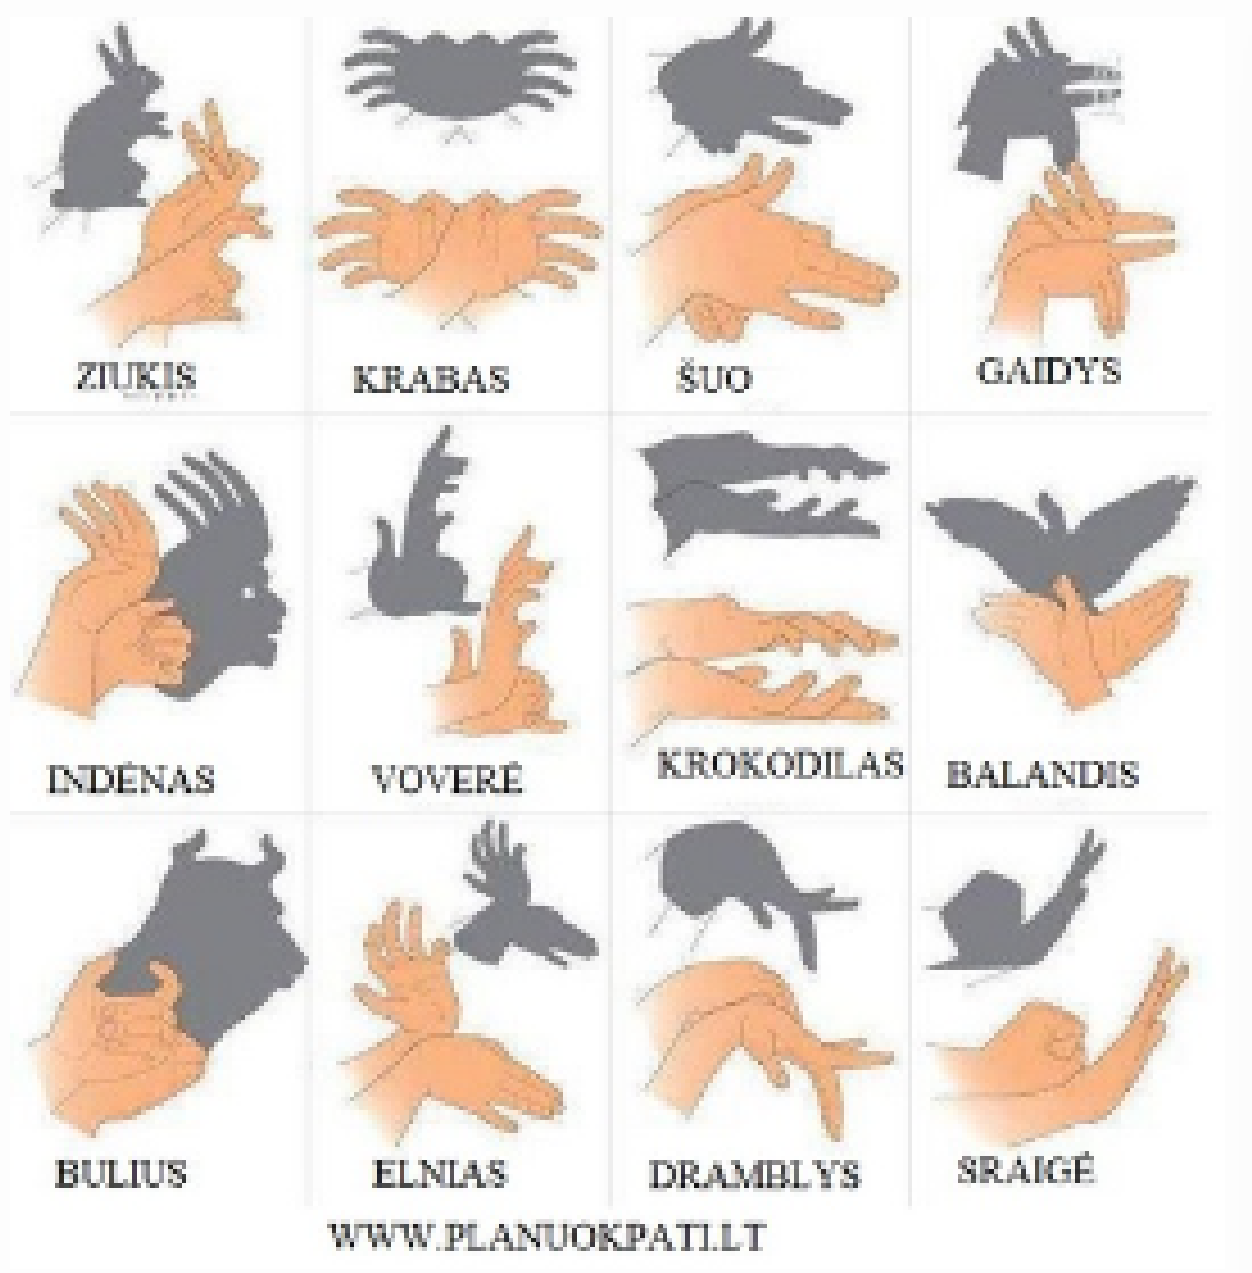 ZIUKIS
KRABAS
ŠUO
GAIDYS
INDĖNAS
VOVERĖ
KROKODILAS
BALANDIS
BULIUS
ELNIAS
DRAMBLYS
SRAIGĖ
WWW.PLANUOKPATI.LT